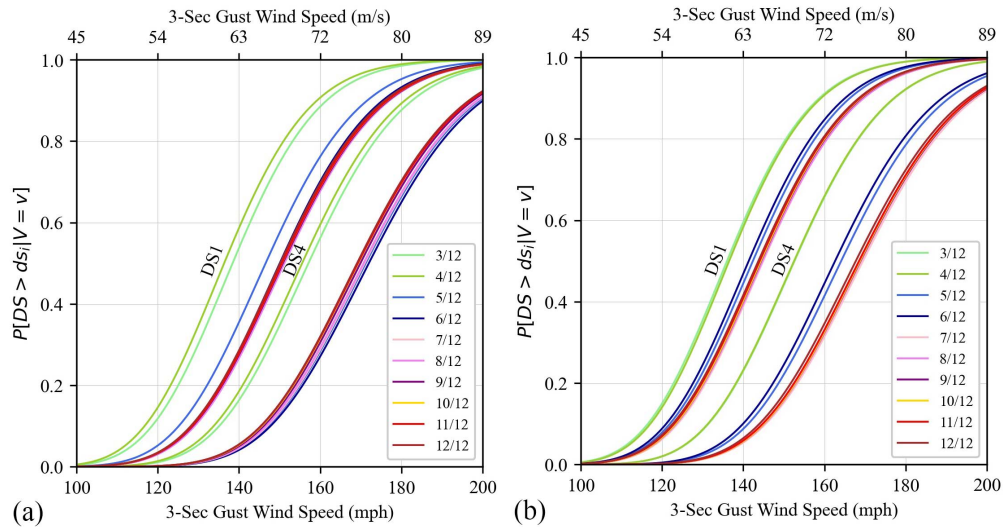 3-Sec Gust Wind Speed (m/s)
45 54 63 72 80 89
1.0
0.8
0.6
0.4
0.2
0.0
P[DS > ds_i|V = v]
DS1
DS4
3/12
4/12
5/12
6/12
7/12
8/12
9/12
10/12
11/12
12/12
100 120 140 160 180 200
3-Sec Gust Wind Speed (mph)
(a)
3-Sec Gust Wind Speed (m/s)
45 54 63 72 80 89
1.0
0.8
0.6
0.4
0.2
0.0
P[DS > ds_i|V = v]
DS1
DS4
3/12
4/12
5/12
6/12
7/12
8/12
9/12
10/12
11/12
12/12
100 120 140 160 180 200
3-Sec Gust Wind Speed (mph)
(b)